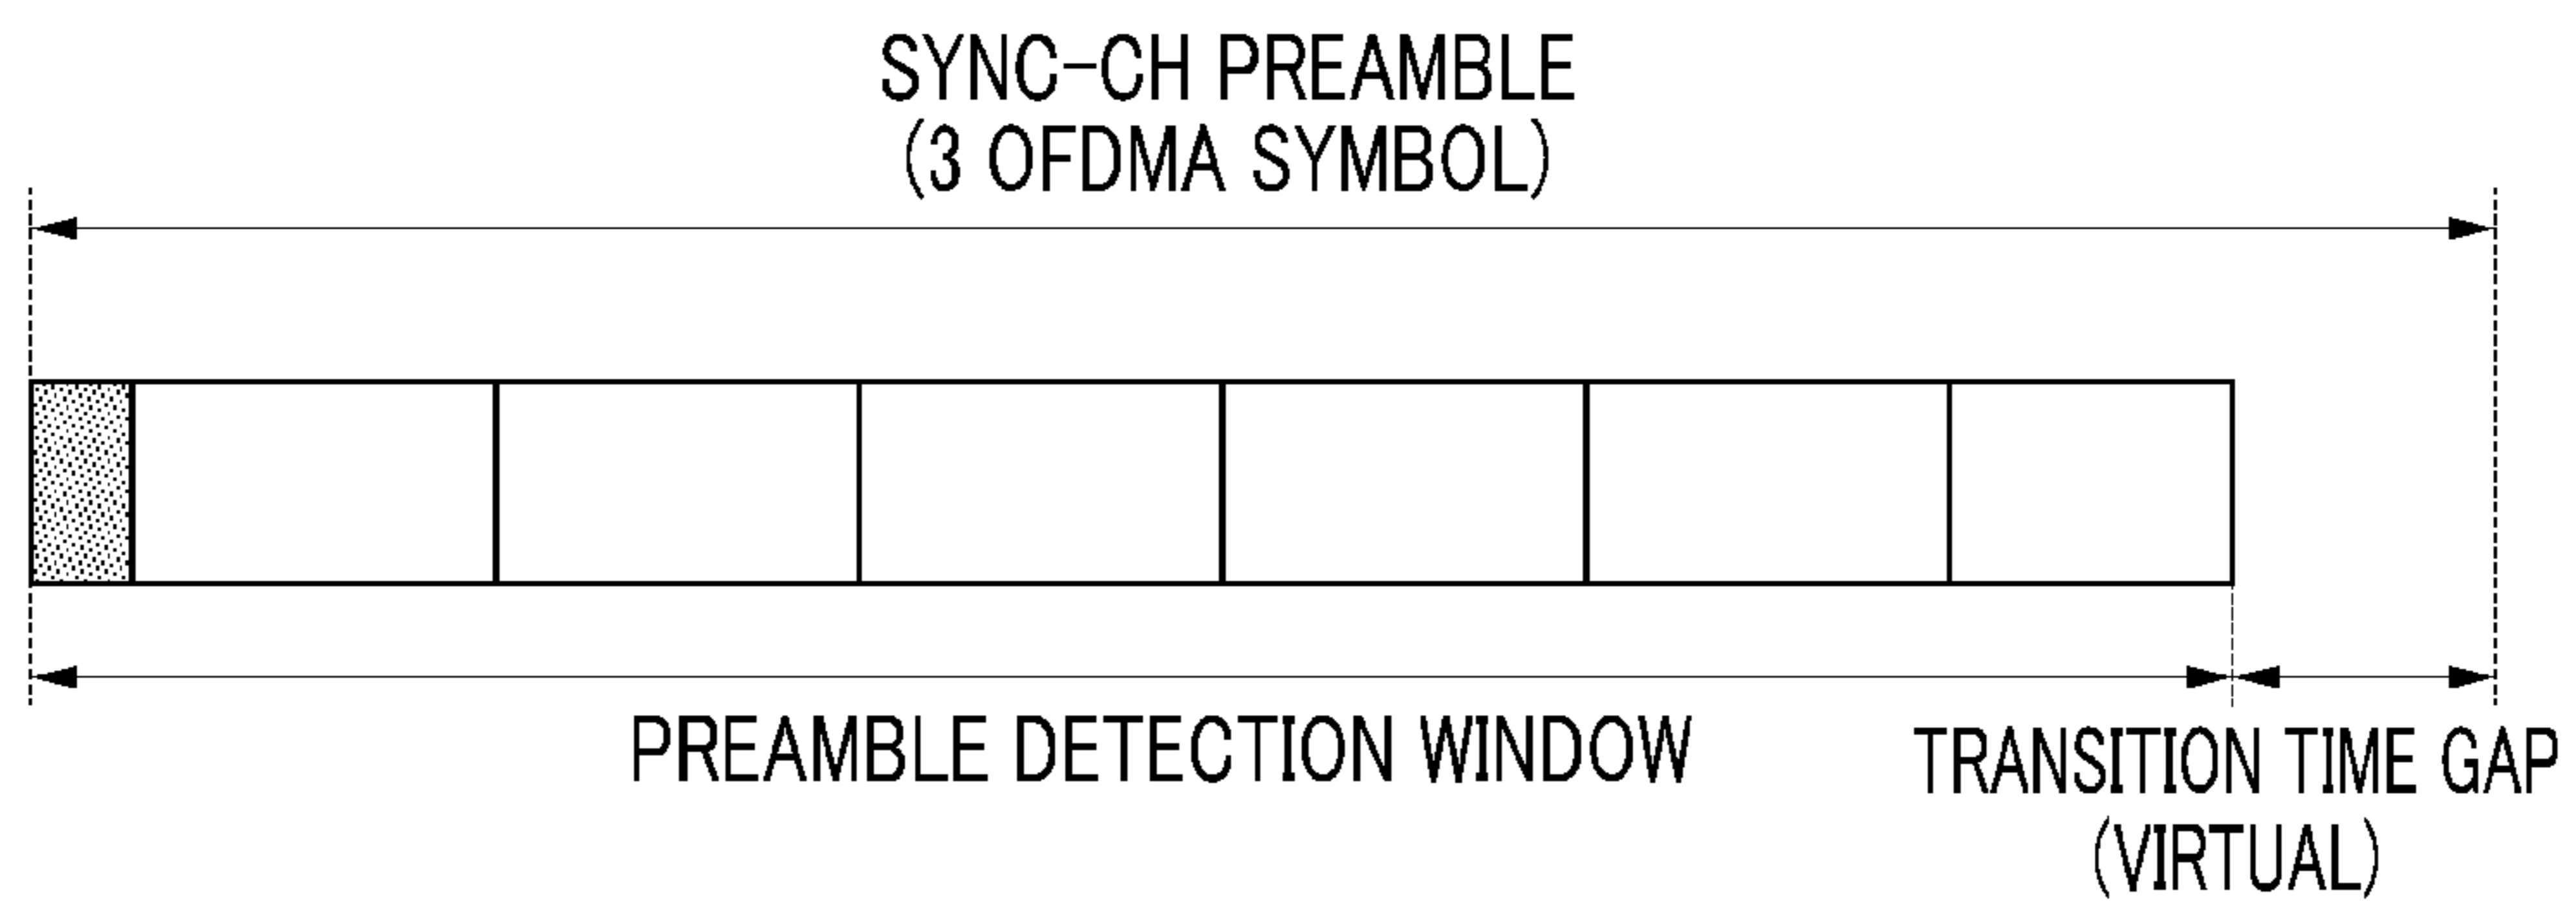 SYNC-CH PREAMBLE
(3 OFDMA SYMBOL)
PREAMBLE DETECTION WINDOW
TRANSITION TIME GAP
(VIRTUAL)